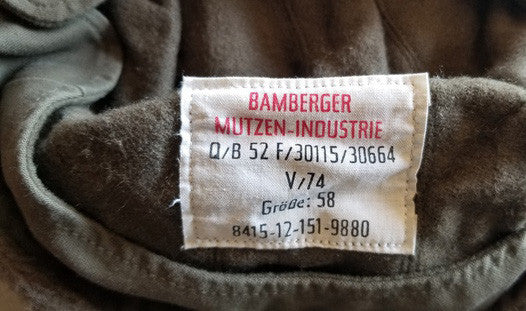 BAMBERGER
MUTZEN-INDUSTRIE
Q/B 52 F/30115/30664
V/74
Größe: 58
8415-12-151-9880